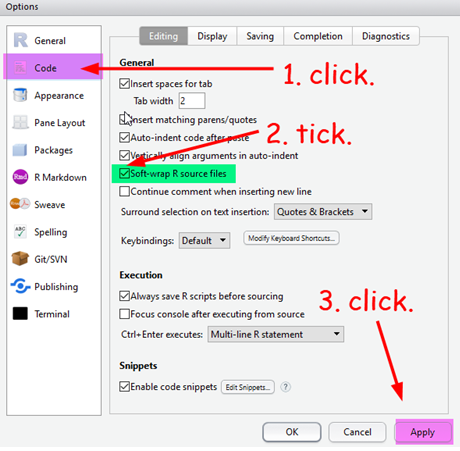 Options
R General
Code
Appearance
Pane Layout
Packages
Rmd R Markdown
Sweave
ABC Spelling
Git/SVN
Publishing
Terminal
Editing Display Saving Completion Diagnostics
General
Insert spaces for tab
Tab width 2
Insert matching parens/quotes
Auto-indent code after paste
Vertically align arguments in auto-indent
Soft-wrap R source files
Continue comment when inserting new line
Surround selection on text insertion: Quotes & Brackets
Keybindings: Default Modify Keyboard Shortcuts...
Execution
Always save R scripts before sourcing
Focus console after executing from source
Ctrl+Enter executes: Multi-line R statement
Snippets
Enable code snippets Edit Snippets... ?
OK Cancel Apply
1. click.
2. tick.
3. click.